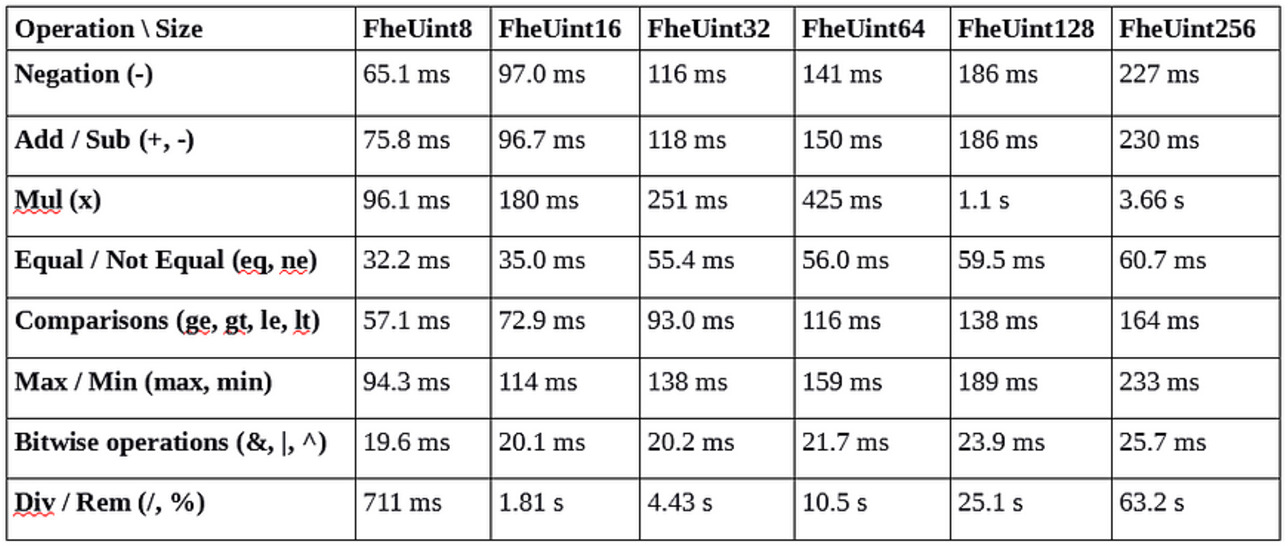 Operation \ Size FheUint8 FheUint16 FheUint32 FheUint64 FheUint128 FheUint256
Negation (-) 65.1 ms 97.0 ms 116 ms 141 ms 186 ms 227 ms
Add / Sub (+, -) 75.8 ms 96.7 ms 118 ms 150 ms 186 ms 230 ms
Mul (x) 96.1 ms 180 ms 251 ms 425 ms 1.1 s 3.66 s
Equal / Not Equal (eq, ne) 32.2 ms 35.0 ms 55.4 ms 56.0 ms 59.5 ms 60.7 ms
Comparisons (ge, gt, le, lt) 57.1 ms 72.9 ms 93.0 ms 116 ms 138 ms 164 ms
Max / Min (max, min) 94.3 ms 114 ms 138 ms 159 ms 189 ms 233 ms
Bitwise operations (&, |, ^) 19.6 ms 20.1 ms 20.2 ms 21.7 ms 23.9 ms 25.7 ms
Div / Rem (/, %) 711 ms 1.81 s 4.43 s 10.5 s 25.1 s 63.2 s